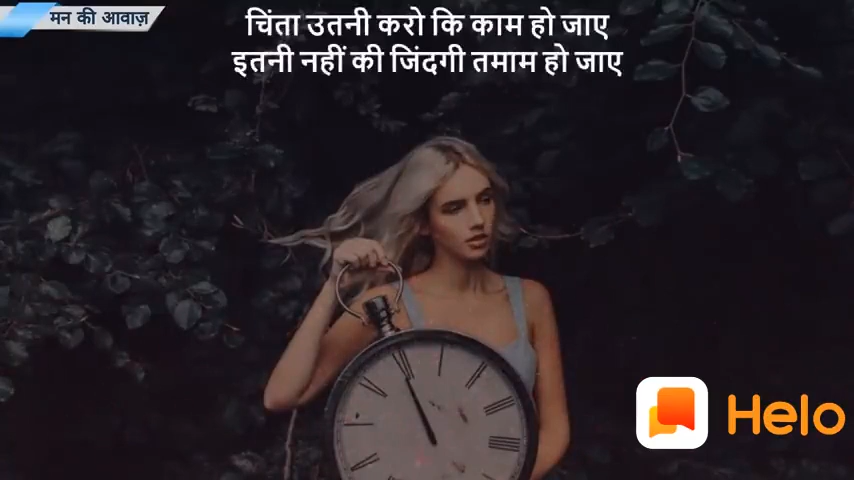 मन की आवाज़
चिंता उतनी करो कि काम हो जाए
इतनी नहीं की जिंदगी तमाम हो जाए
Helo